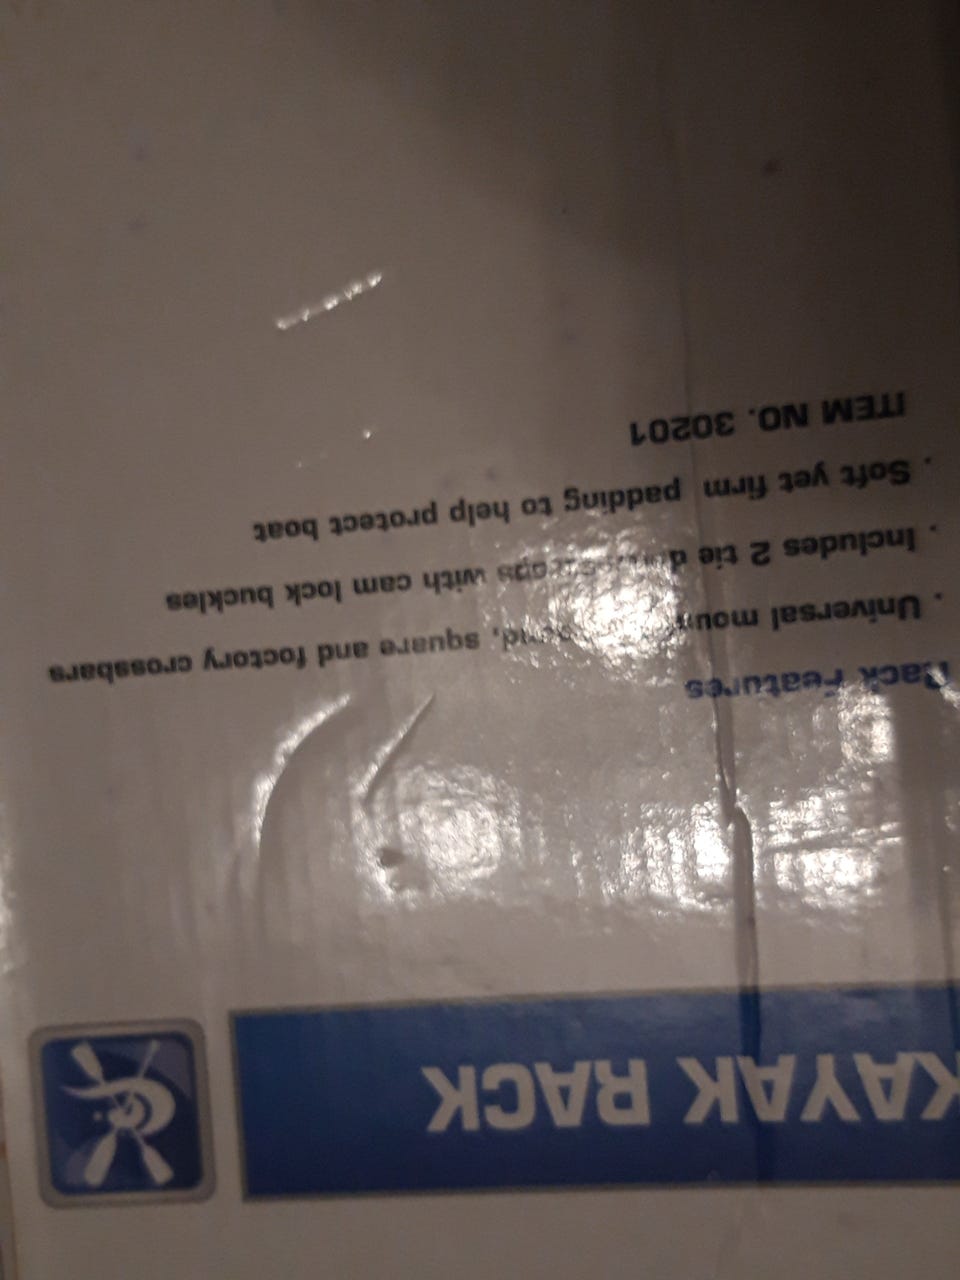 KAYAK RACK
Rack Features
. Universal mount square and foctory crossbars
. Includes 2 tie with cam lock buckles
. Soft yet firm padding to help protect boat
ITEM NO. 30201